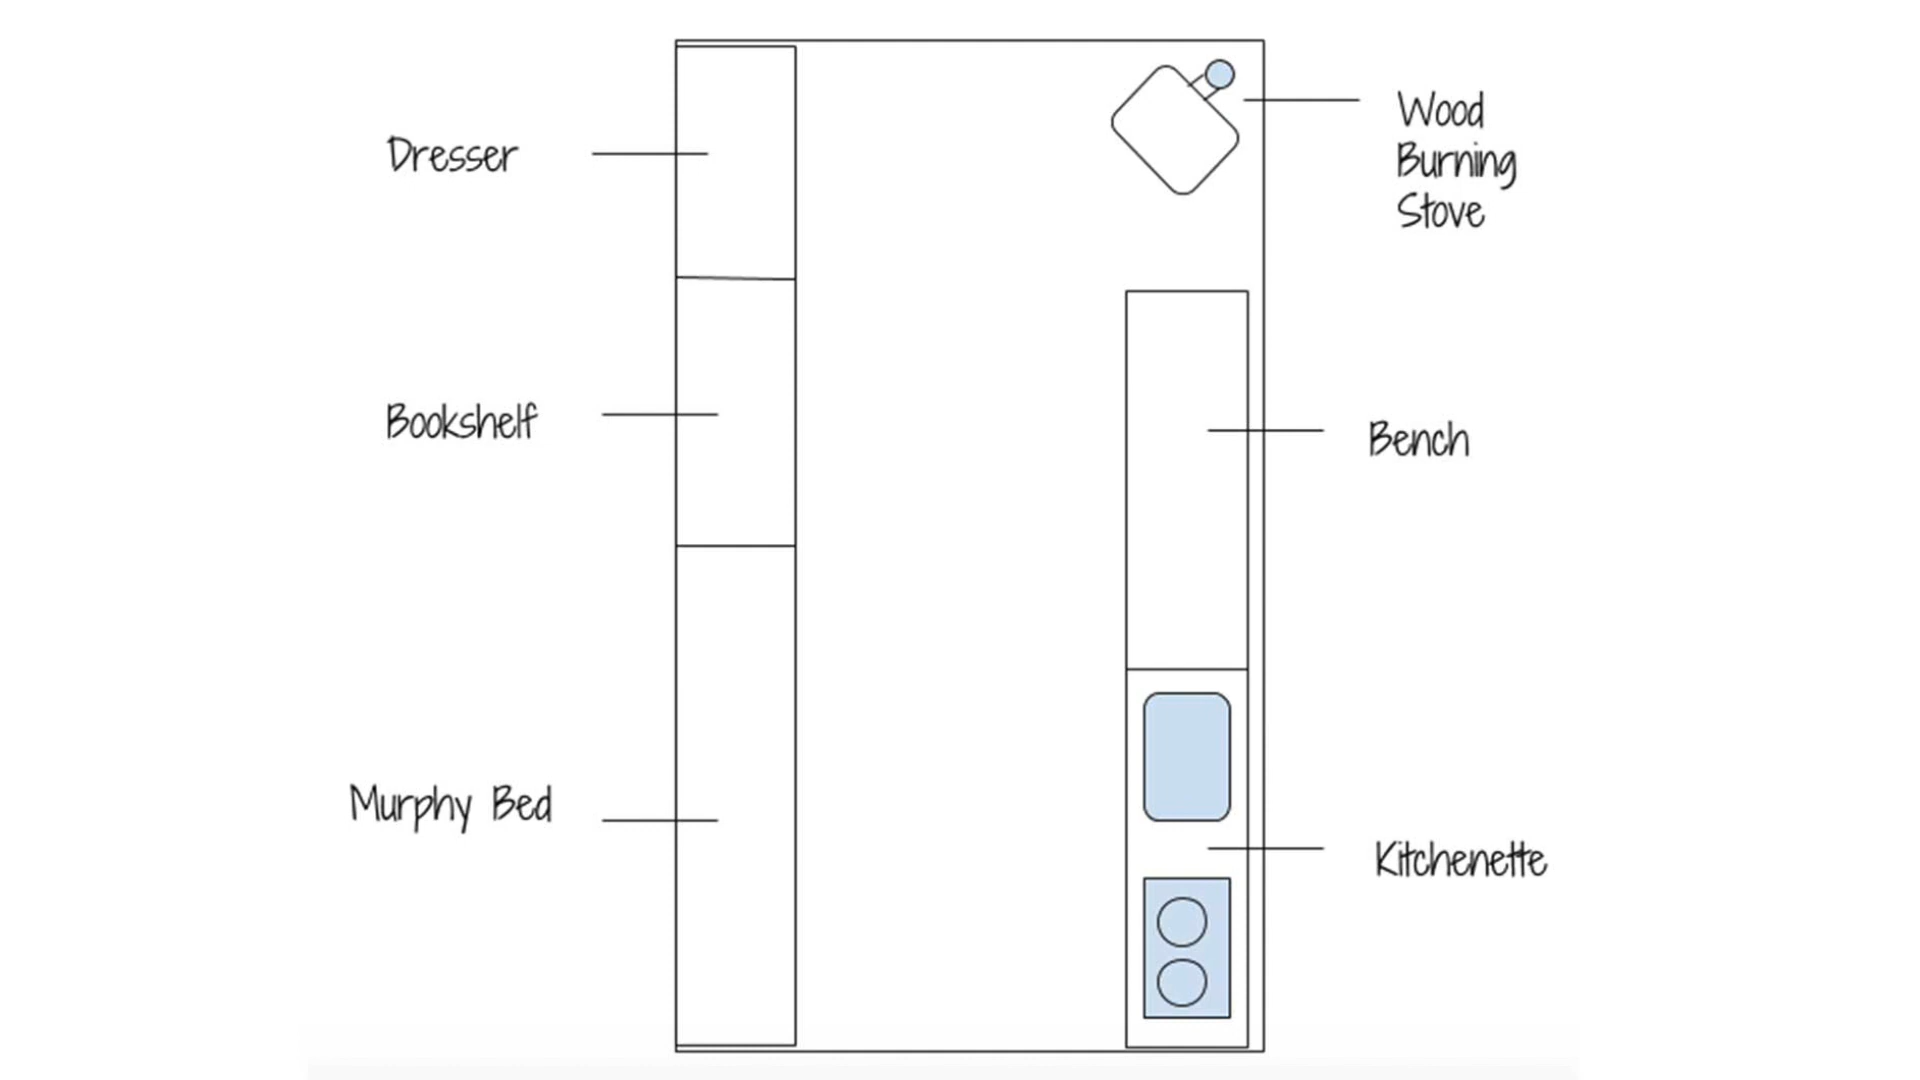 Dresser
Wood
Burning
Stove
Bookshelf
Bench
Murphy Bed
Kitchenette